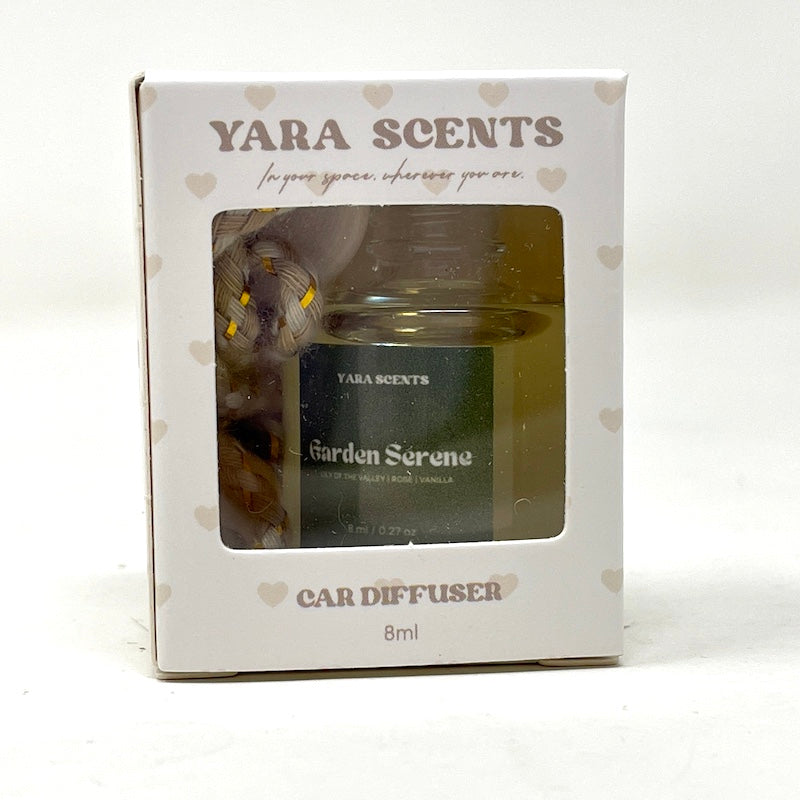 YARA SCENTS
In your space. wherever you are.
YARA SCENTS
Garden Serene
LILY OF THE VALLEY | ROSE | VANILLA
8 ml / 0.27 oz
CAR DIFFUSER
8ml